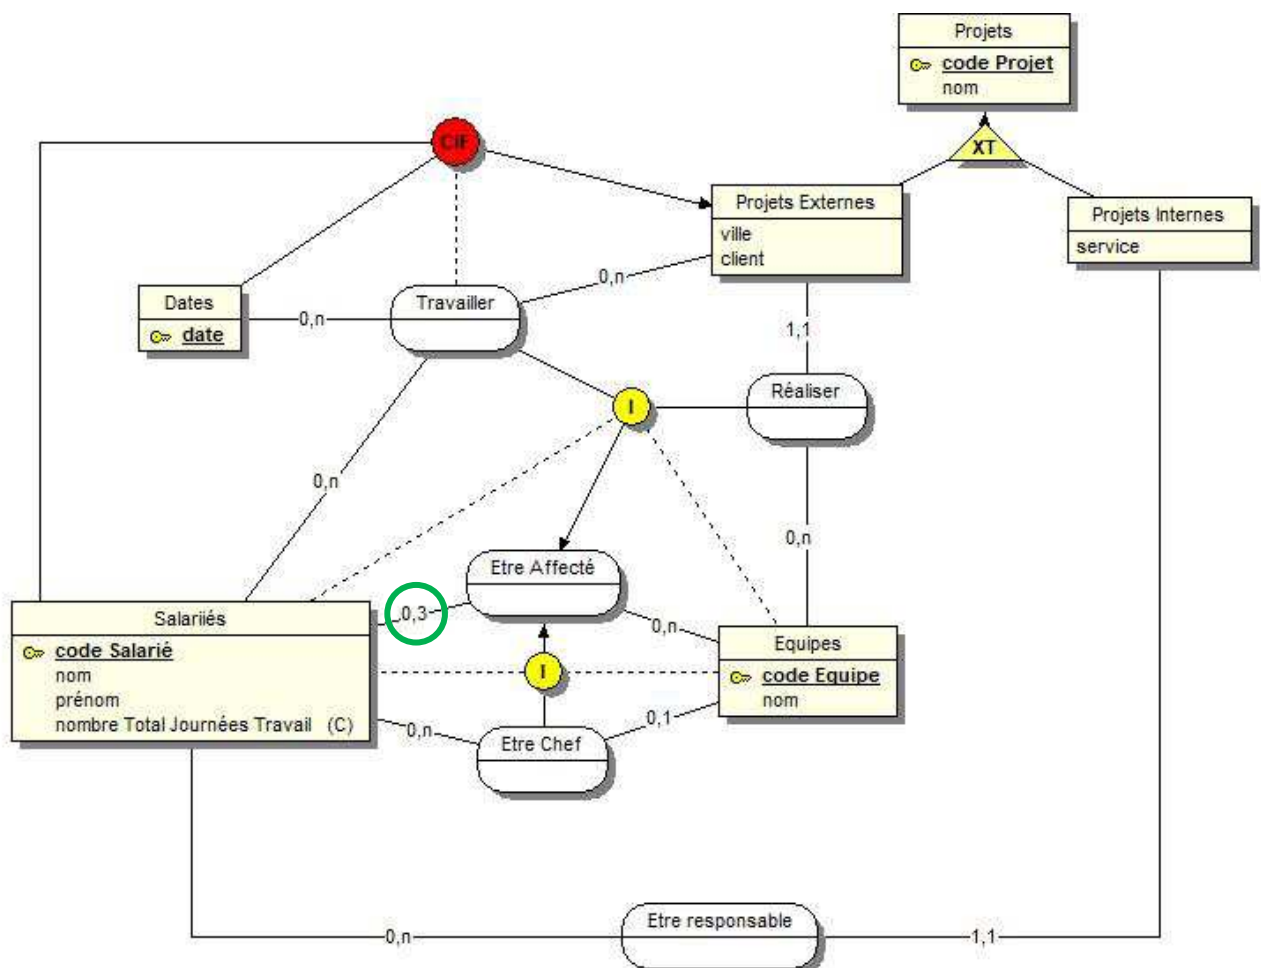 Projets
code Projet
nom
XT
CIF
Projets Externes
ville
client
Projets Internes
service
Dates
date
0,n
Travailler
0,n
1,1
Réaliser
I
0,n
0,n
Etre Affecté
0,3
0,n
Salariiés
code Salarié
nom
prénom
nombre Total Journées Travail (C)
I
Equipes
code Equipe
nom
0,n
0,1
Etre Chef
Etre responsable
0,n
1,1